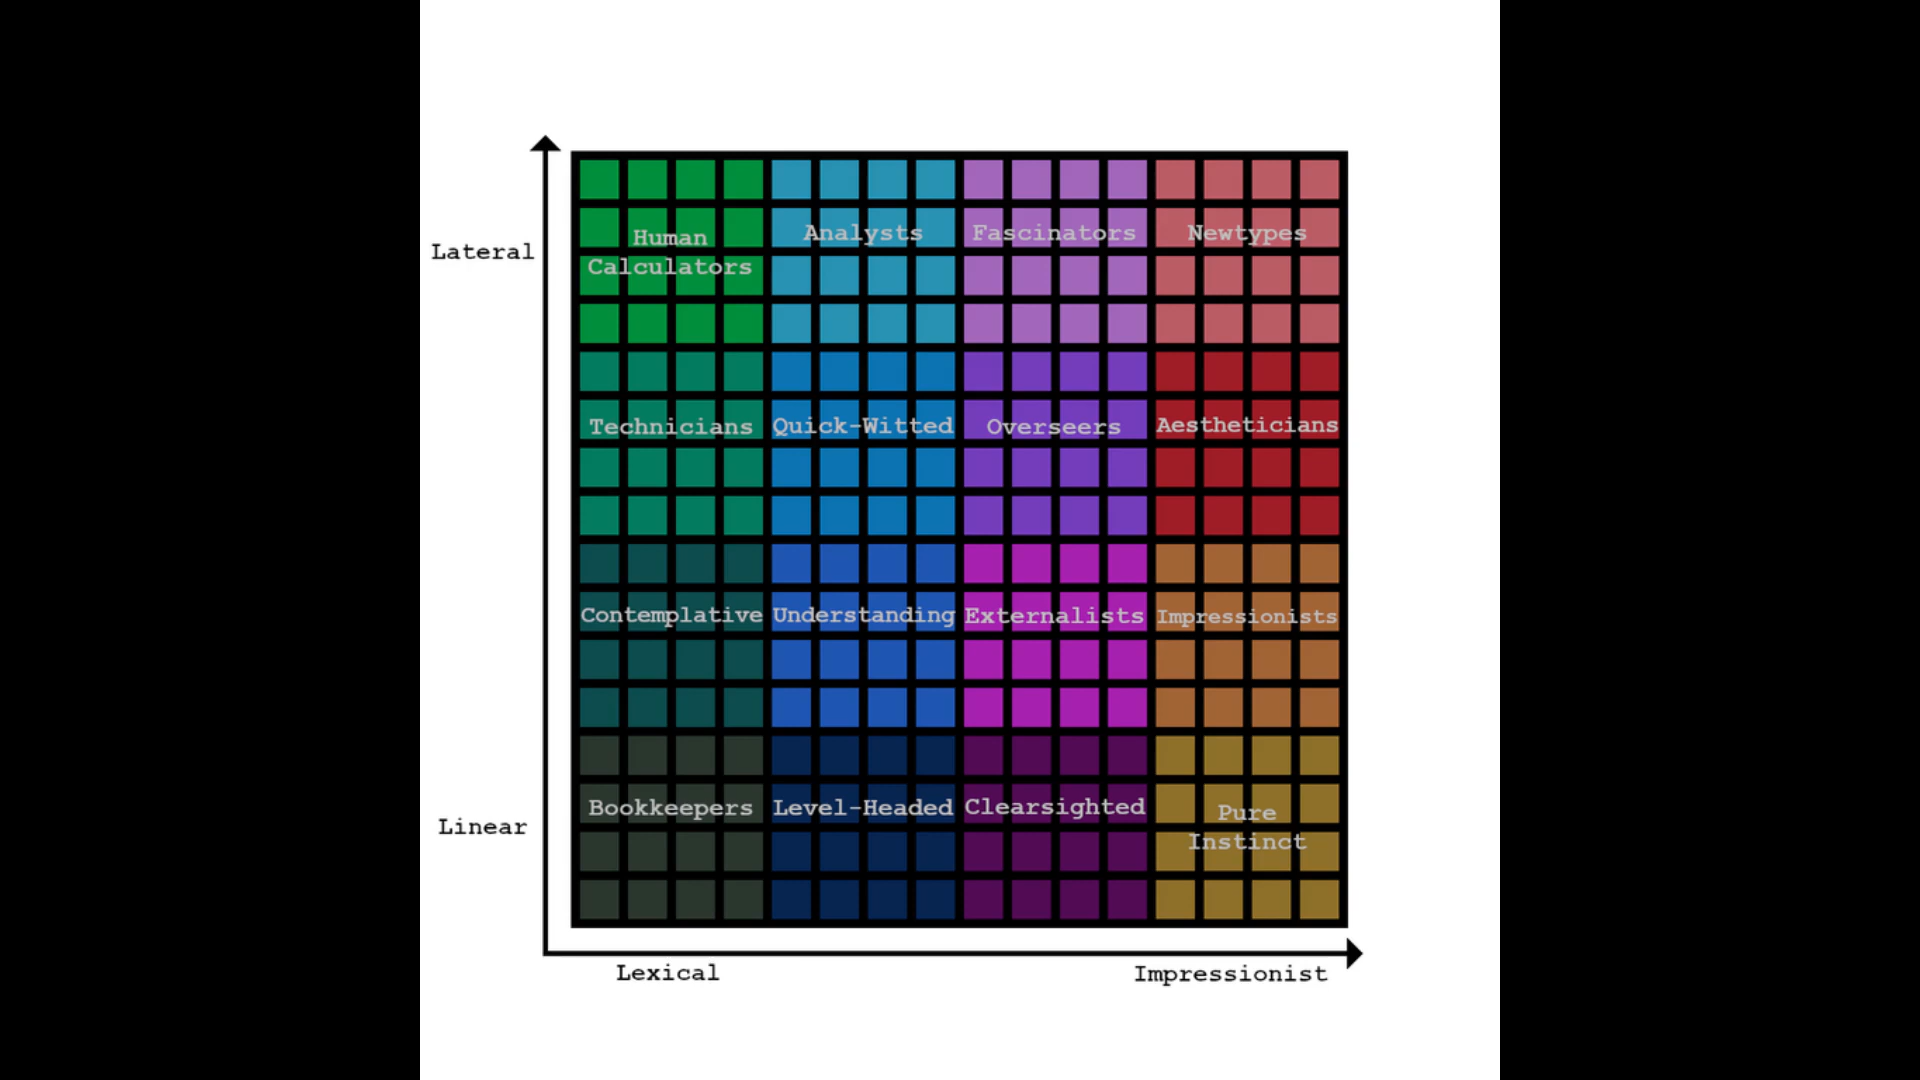 Lateral
Human
Calculators
Analysts
Fascinators
Newtypes
Technicians
Quick-Witted
Overseers
Aestheticians
Contemplative
Understanding
Externalists
Impressionists
Linear
Bookkeepers
Level-Headed
Clearsighted
Pure
Instinct
Lexical
Impressionist